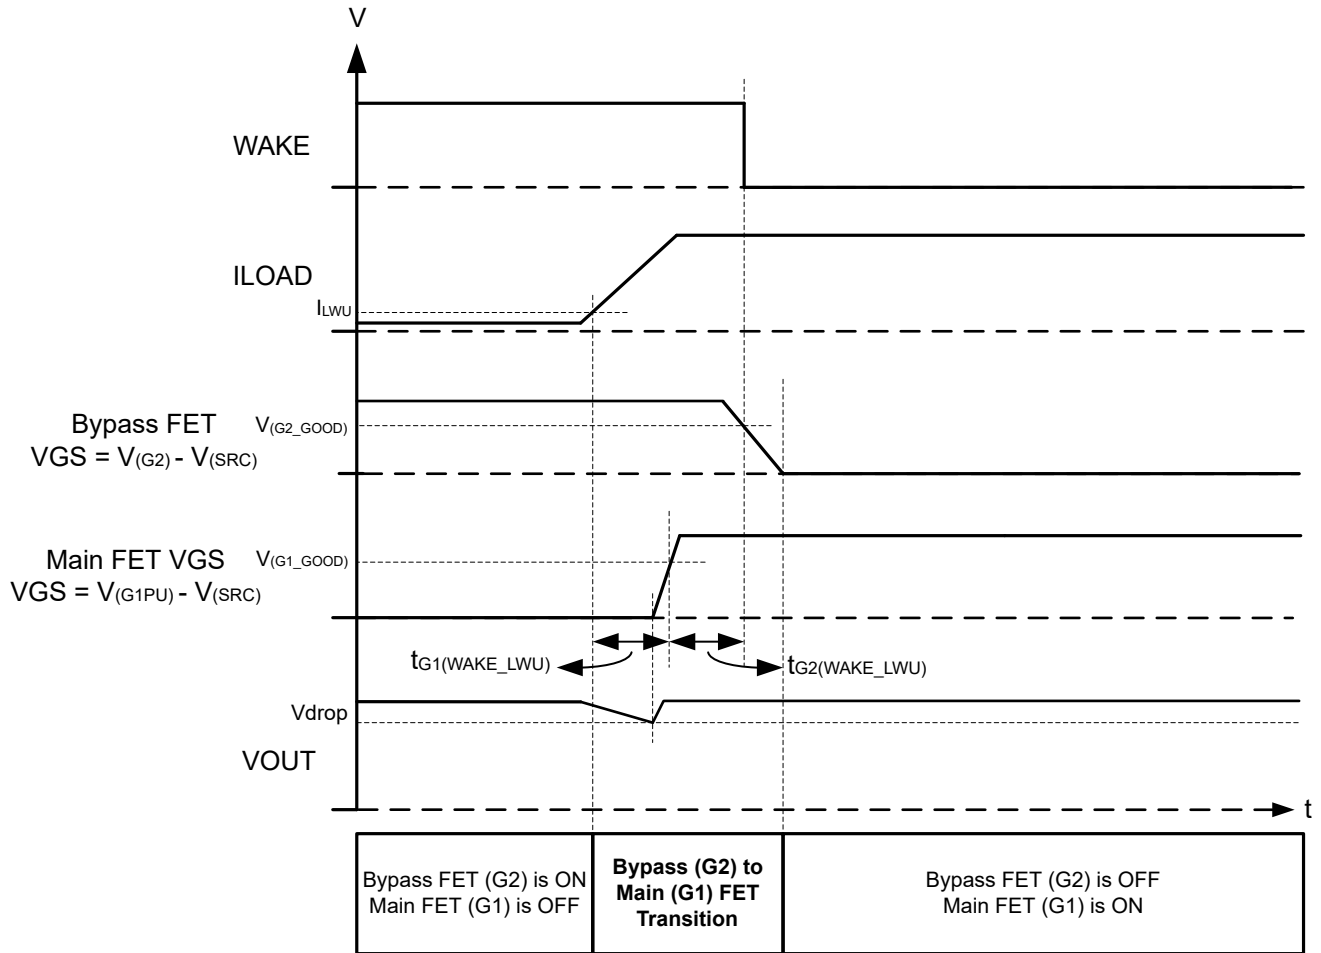 V
WAKE
ILOAD
ILWU
Bypass FET
VGS = V(G2) - V(SRC)
V(G2_GOOD)
Main FET VGS
VGS = V(G1PU) - V(SRC)
V(G1_GOOD)
tG1(WAKE_LWU)
tG2(WAKE_LWU)
Vdrop
VOUT
t
Bypass FET (G2) is ON
Main FET (G1) is OFF
Bypass (G2) to
Main (G1) FET
Transition
Bypass FET (G2) is OFF
Main FET (G1) is ON